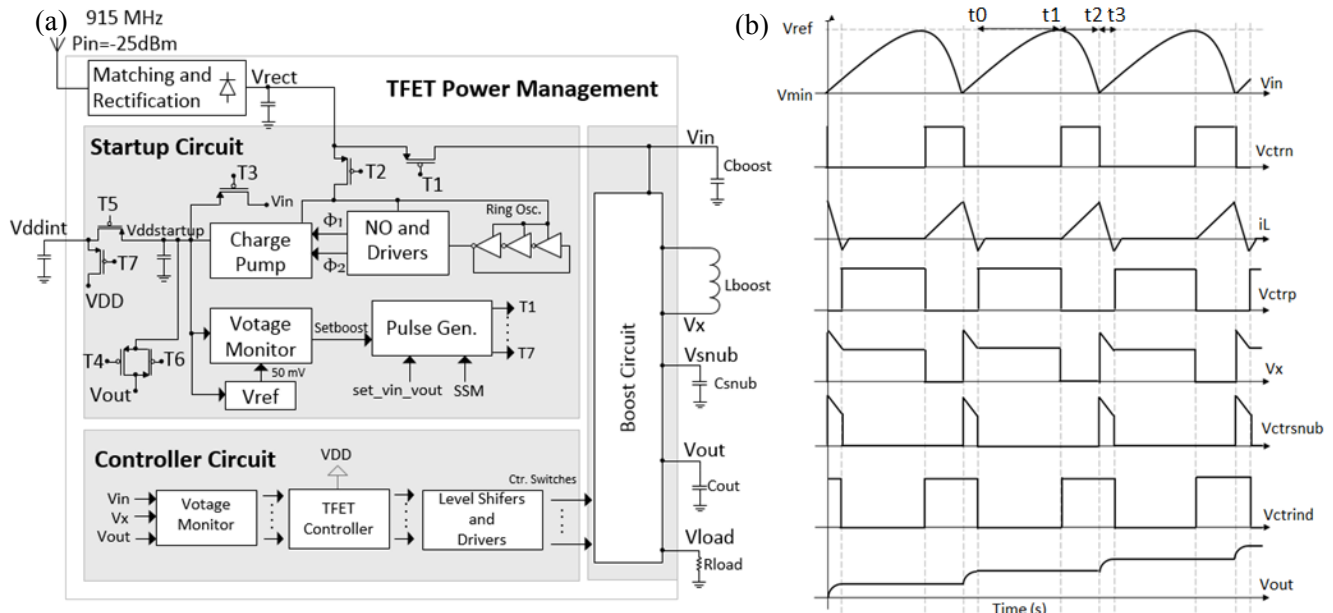 (a)
915 MHz
Pin=-25dBm
Matching and
Rectification
Vrect
TFET Power Management
Startup Circuit
T3
T2
T1
Vin
Vin
Cboost
T5
Vddint
Vddstartup
T7
VDD
Charge
Pump
Φ1
Φ2
NO and
Drivers
Ring Osc.
Lboost
Vx
T4
T6
Vout
Votage
Monitor
Setboost
Pulse Gen.
T1
T7
50 mV
Vref
set_vin_vout
SSM
Boost Circuit
Vsnub
Csnub
Controller Circuit
VDD
Vin
Vx
Vout
Votage
Monitor
TFET
Controller
Level Shifers
and
Drivers
Ctr. Switches
Vout
Cout
Vload
Rload
(b)
t0
t1
t2
t3
Vref
Vmin
Vin
Vctrn
iL
Vctrp
Vx
Vctrsnub
Vctrind
Vout
Time (s)